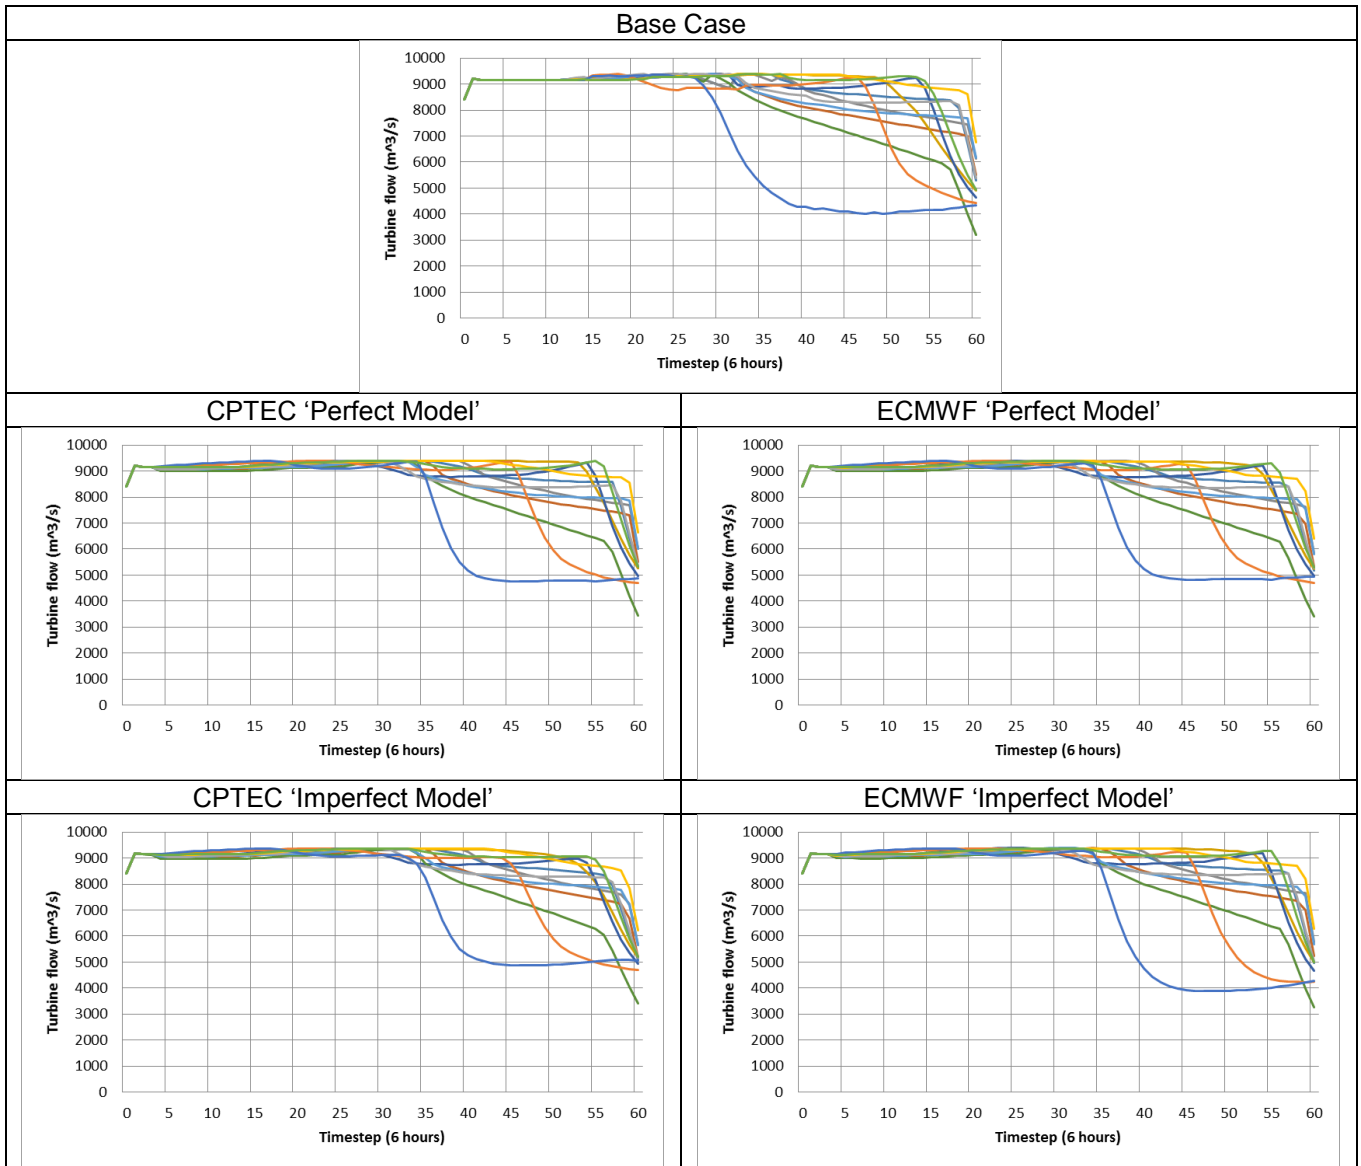 Base Case
10000
9000
8000
7000
6000
5000
4000
3000
2000
1000
0
Turbine flow (m^3/s)
0 5 10 15 20 25 30 35 40 45 50 55 60
Timestep (6 hours)
CPTEC ‘Perfect Model’
10000
9000
8000
7000
6000
5000
4000
3000
2000
1000
0
Turbine flow (m^3/s)
0 5 10 15 20 25 30 35 40 45 50 55 60
Timestep (6 hours)
ECMWF ‘Perfect Model’
10000
9000
8000
7000
6000
5000
4000
3000
2000
1000
0
Turbine flow (m^3/s)
0 5 10 15 20 25 30 35 40 45 50 55 60
Timestep (6 hours)
CPTEC ‘Imperfect Model’
10000
9000
8000
7000
6000
5000
4000
3000
2000
1000
0
Turbine flow (m^3/s)
0 5 10 15 20 25 30 35 40 45 50 55 60
Timestep (6 hours)
ECMWF ‘Imperfect Model’
10000
9000
8000
7000
6000
5000
4000
3000
2000
1000
0
Turbine flow (m^3/s)
0 5 10 15 20 25 30 35 40 45 50 55 60
Timestep (6 hours)